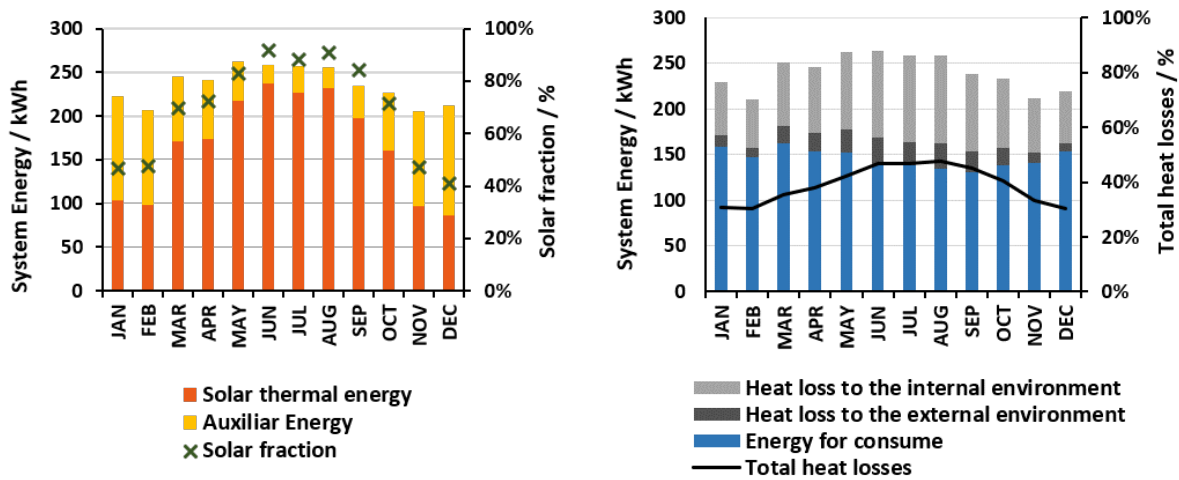 300
250
200
150
100
50
0
System Energy / kWh
100%
80%
60%
40%
20%
0%
Solar fraction / %
JAN FEB MAR APR MAY JUN JUL AUG SEP OCT NOV DEC
Solar thermal energy
Auxiliar Energy
Solar fraction
300
250
200
150
100
50
0
System Energy / kWh
100%
80%
60%
40%
20%
0%
Total heat losses / %
JAN FEB MAR APR MAY JUN JUL AUG SEP OCT NOV DEC
Heat loss to the internal environment
Heat loss to the external environment
Energy for consume
Total heat losses